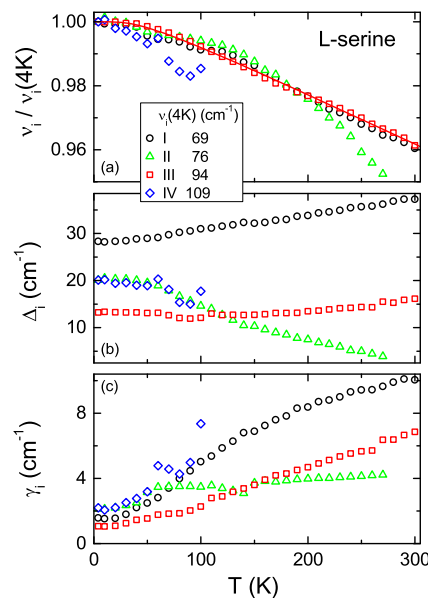 1.00
L-serine
0.98
0.96
ν_i / ν_i(4K)
(a)
ν_i(4K) (cm⁻¹)
I 69
II 76
III 94
IV 109
30
20
10
Δ_i (cm⁻¹)
(b)
(c)
8
4
0
γ_i (cm⁻¹)
0 100 200 300
T (K)